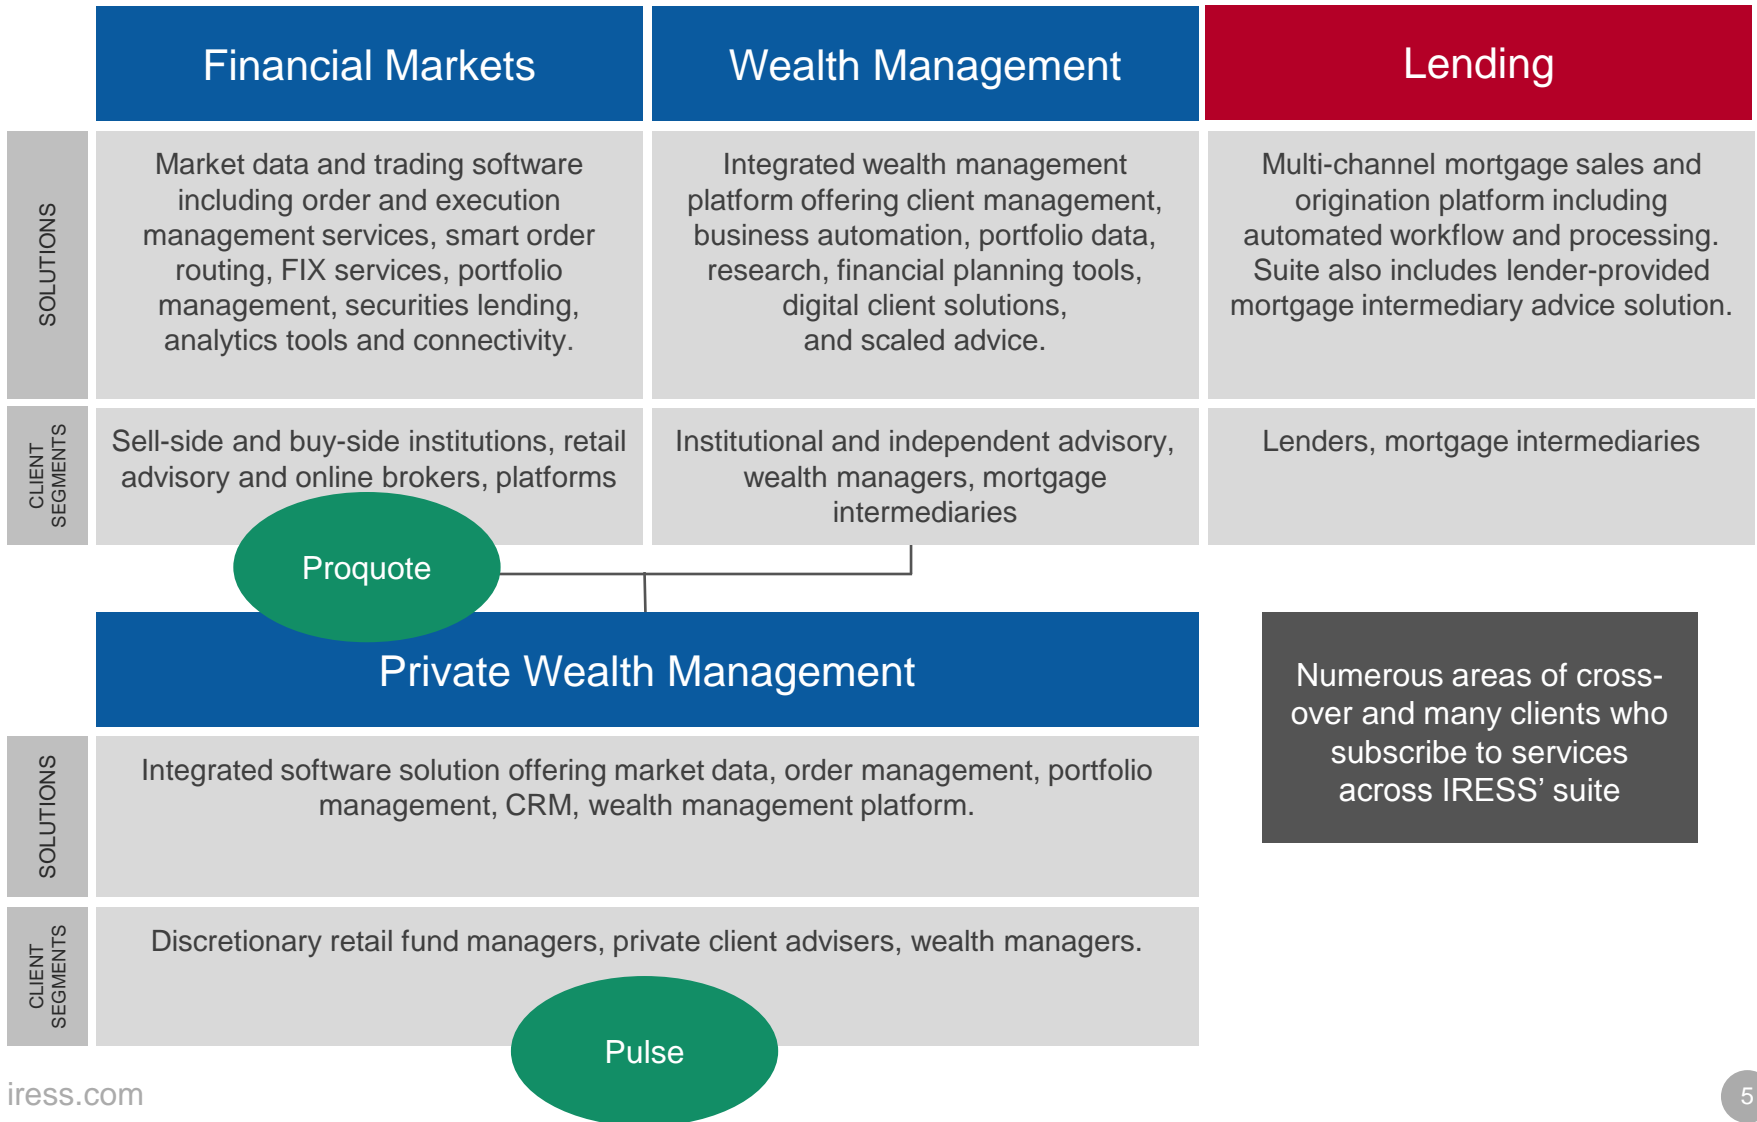 Financial Markets
Wealth Management
Lending
SOLUTIONS
Market data and trading software
including order and execution
management services, smart order
routing, FIX services, portfolio
management, securities lending,
analytics tools and connectivity.
Integrated wealth management
platform offering client management,
business automation, portfolio data,
research, financial planning tools,
digital client solutions,
and scaled advice.
Multi-channel mortgage sales and
origination platform including
automated workflow and processing.
Suite also includes lender-provided
mortgage intermediary advice solution.
CLIENT
SEGMENTS
Sell-side and buy-side institutions, retail
advisory and online brokers, platforms
Institutional and independent advisory,
wealth managers, mortgage
intermediaries
Lenders, mortgage intermediaries
Proquote
Private Wealth Management
Numerous areas of cross-
over and many clients who
subscribe to services
across IRESS’ suite
SOLUTIONS
Integrated software solution offering market data, order management, portfolio
management, CRM, wealth management platform.
CLIENT
SEGMENTS
Discretionary retail fund managers, private client advisers, wealth managers.
Pulse
iress.com
5